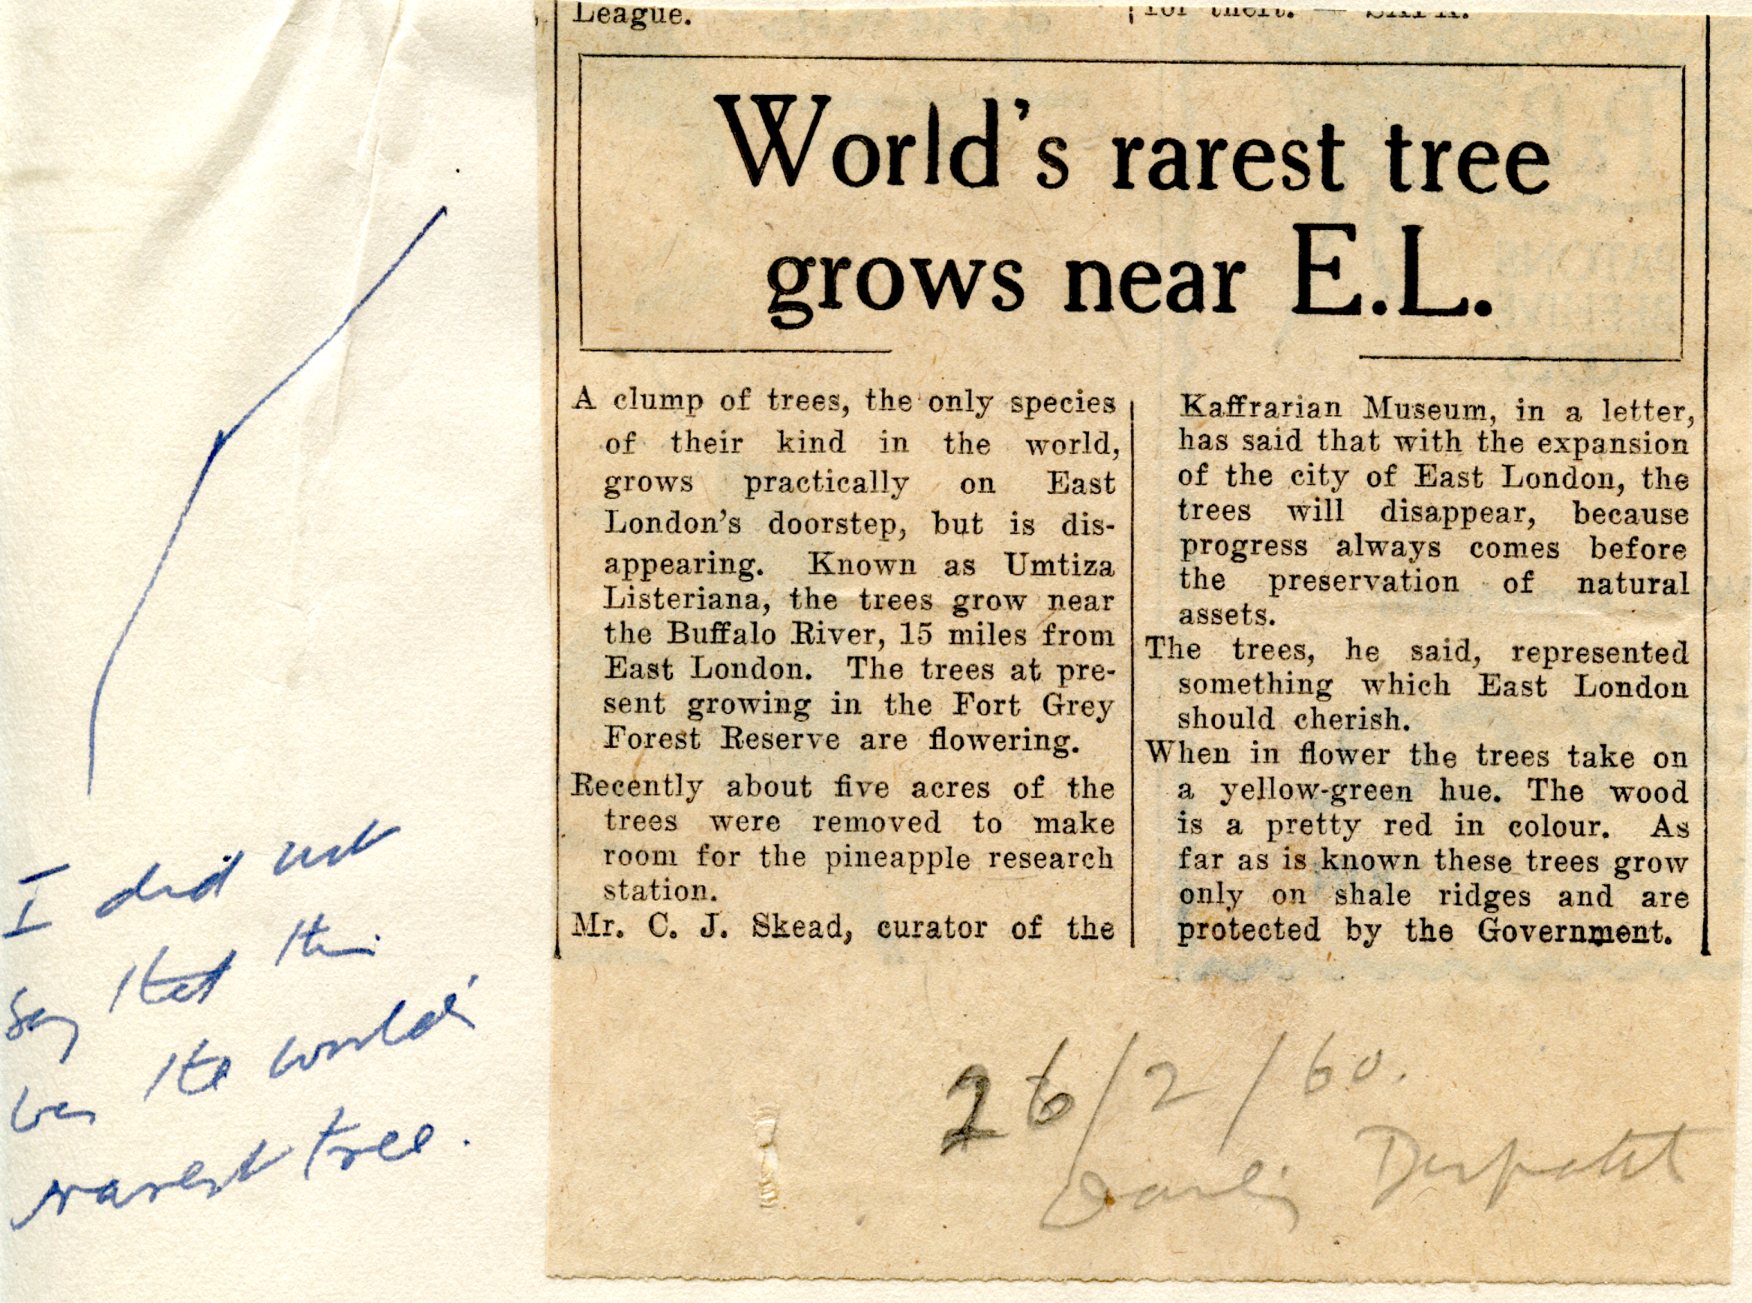 League.
for theft. — SAPA.
World's rarest tree
grows near E.L.
A clump of trees, the only species
of their kind in the world,
grows practically on East
London's doorstep, but is dis-
appearing. Known as Umtiza
Listeriana, the trees grow near
the Buffalo River, 15 miles from
East London. The trees at pre-
sent growing in the Fort Grey
Forest Reserve are flowering.
Recently about five acres of the
trees were removed to make
room for the pineapple research
station.
Mr. C. J. Skead, curator of the
Kaffrarian Museum, in a letter,
has said that with the expansion
of the city of East London, the
trees will disappear, because
progress always comes before
the preservation of natural
assets.
The trees, he said, represented
something which East London
should cherish.
When in flower the trees take on
a yellow-green hue. The wood
is a pretty red in colour. As
far as is known these trees grow
only on shale ridges and are
protected by the Government.
26/2/60.
Daily Despatch
I did not
say that this
was the world's
rarest tree.